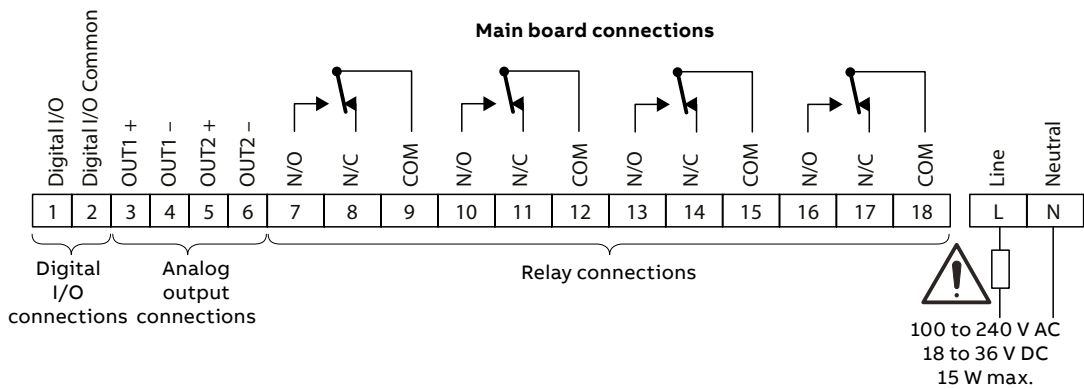 Main board connections
Digital I/O
Digital I/O Common
OUT1 +
OUT1 –
OUT2 +
OUT2 –
N/O
N/C
COM
N/O
N/C
COM
N/O
N/C
COM
N/O
N/C
COM
Line
Neutral
1 2 3 4 5 6 7 8 9 10 11 12 13 14 15 16 17 18 L N
Digital
I/O
connections
Analog
output
connections
Relay connections
100 to 240 V AC
18 to 36 V DC
15 W max.